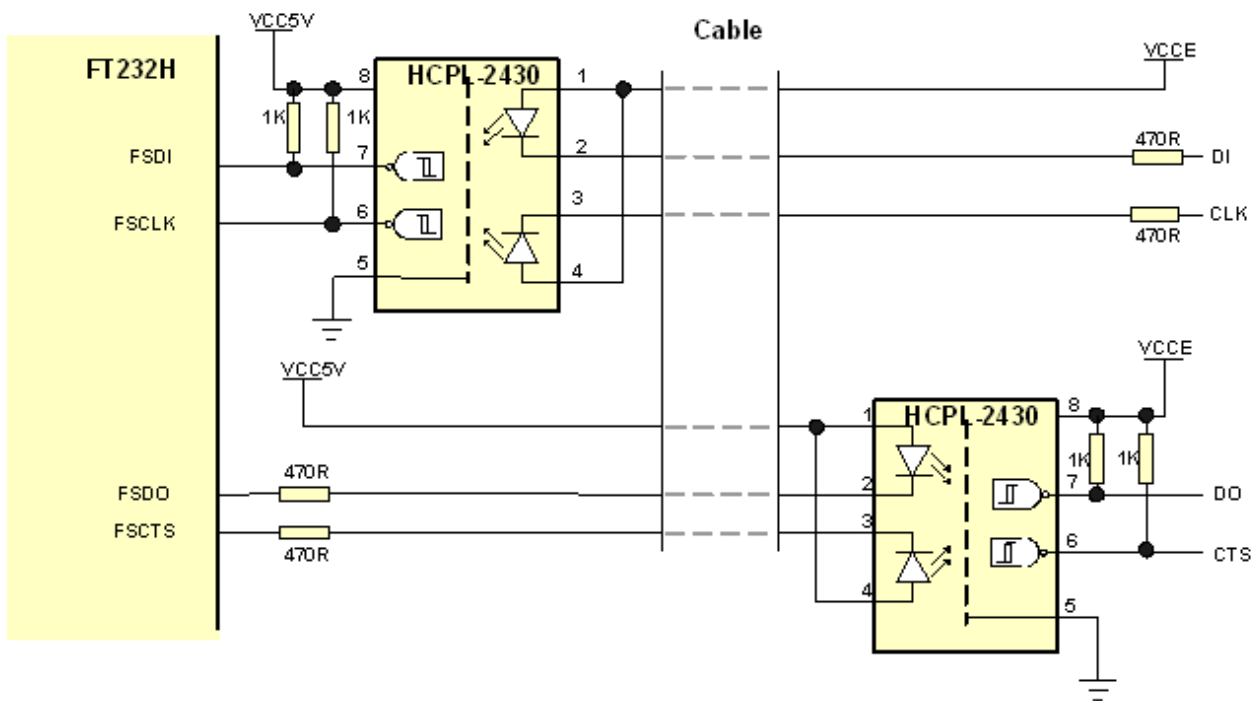 VCC5V
Cable
VCCE
FT232H
HCPL-2430
8
1
1K
1K
FSDI
7
2
470R
DI
FSCLK
6
3
CLK
470R
5
4
VCC5V
VCCE
HCPL-2430
1
8
1K
1K
FSDO
470R
2
7
DO
FSCTS
470R
3
6
CTS
4
5